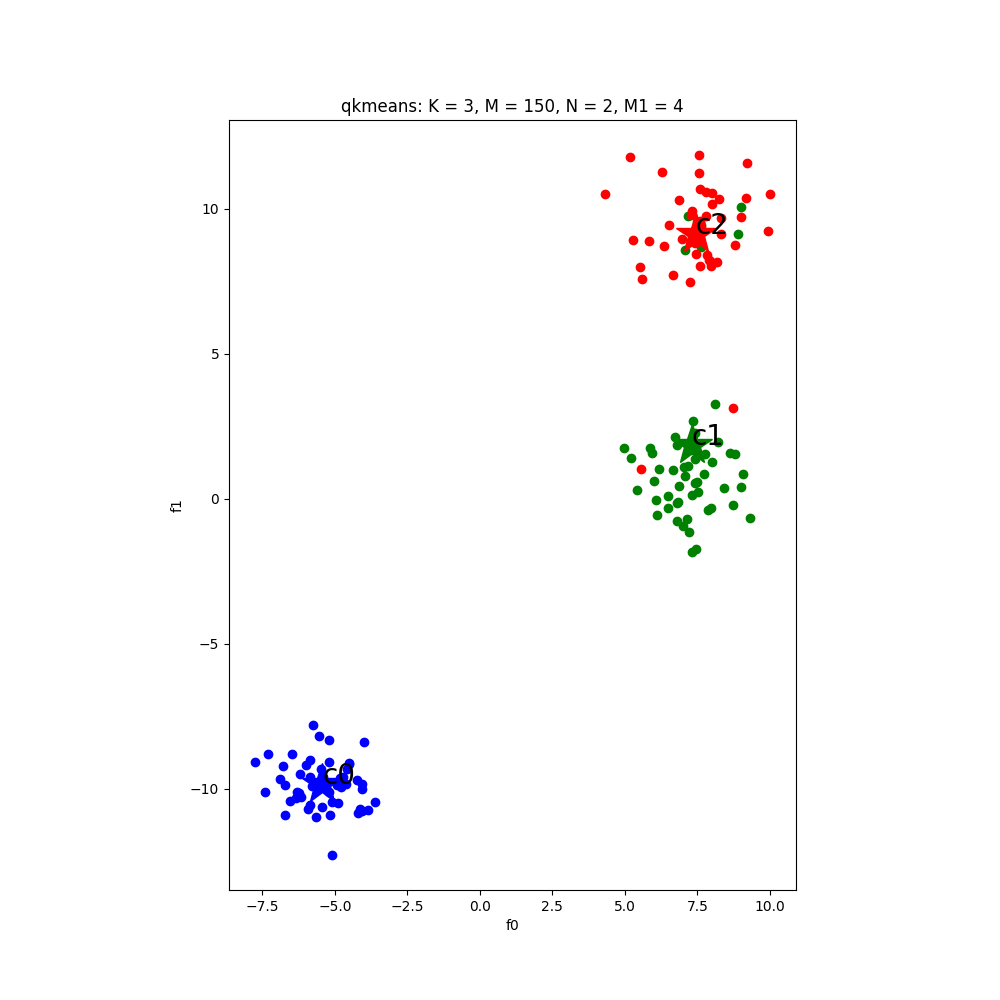 qkmeans: K = 3, M = 150, N = 2, M1 = 4
10
c2
5
c1
f1
0
−5
c0
−10
−7.5 −5.0 −2.5 0.0 2.5 5.0 7.5 10.0
f0